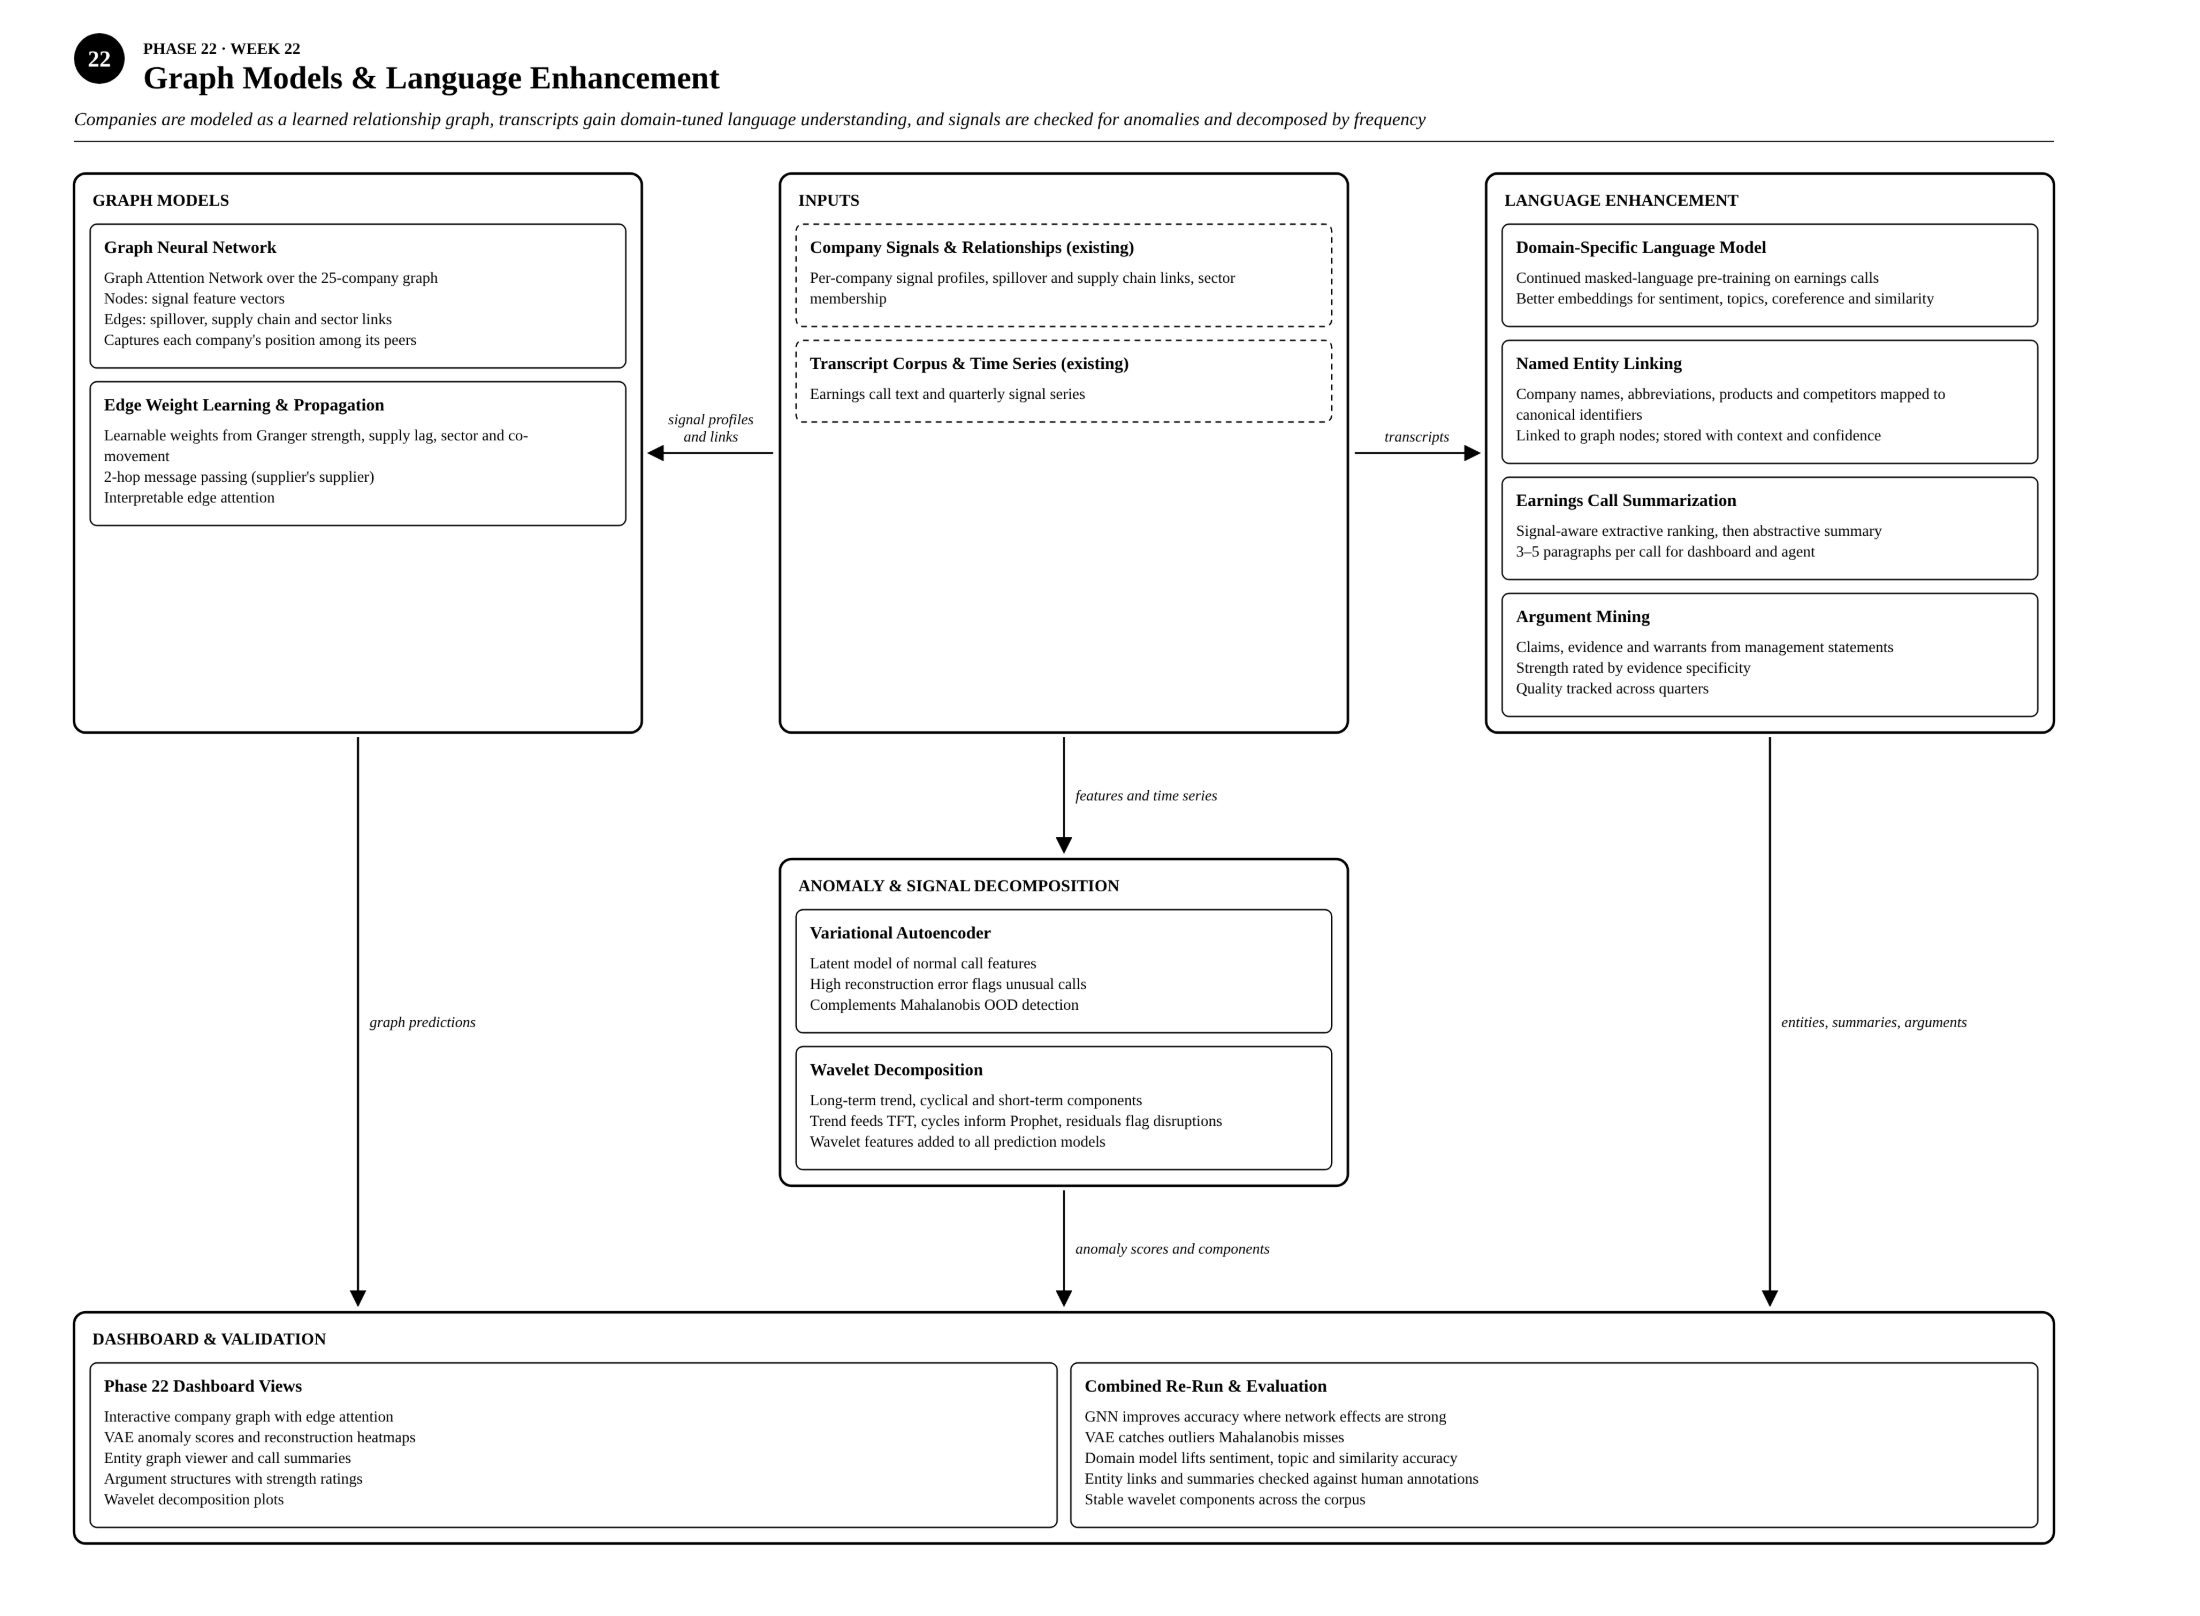 22
PHASE 22 · WEEK 22
Graph Models & Language Enhancement
Companies are modeled as a learned relationship graph, transcripts gain domain-tuned language understanding, and signals are checked for anomalies and decomposed by frequency
GRAPH MODELS
Graph Neural Network
Graph Attention Network over the 25-company graph
Nodes: signal feature vectors
Edges: spillover, supply chain and sector links
Captures each company's position among its peers
Edge Weight Learning & Propagation
Learnable weights from Granger strength, supply lag, sector and co-
movement
2-hop message passing (supplier's supplier)
Interpretable edge attention
signal profiles
and links
INPUTS
Company Signals & Relationships (existing)
Per-company signal profiles, spillover and supply chain links, sector
membership
Transcript Corpus & Time Series (existing)
Earnings call text and quarterly signal series
transcripts
LANGUAGE ENHANCEMENT
Domain-Specific Language Model
Continued masked-language pre-training on earnings calls
Better embeddings for sentiment, topics, coreference and similarity
Named Entity Linking
Company names, abbreviations, products and competitors mapped to
canonical identifiers
Linked to graph nodes; stored with context and confidence
Earnings Call Summarization
Signal-aware extractive ranking, then abstractive summary
3–5 paragraphs per call for dashboard and agent
Argument Mining
Claims, evidence and warrants from management statements
Strength rated by evidence specificity
Quality tracked across quarters
features and time series
ANOMALY & SIGNAL DECOMPOSITION
Variational Autoencoder
Latent model of normal call features
High reconstruction error flags unusual calls
Complements Mahalanobis OOD detection
Wavelet Decomposition
Long-term trend, cyclical and short-term components
Trend feeds TFT, cycles inform Prophet, residuals flag disruptions
Wavelet features added to all prediction models
graph predictions
entities, summaries, arguments
anomaly scores and components
DASHBOARD & VALIDATION
Phase 22 Dashboard Views
Interactive company graph with edge attention
VAE anomaly scores and reconstruction heatmaps
Entity graph viewer and call summaries
Argument structures with strength ratings
Wavelet decomposition plots
Combined Re-Run & Evaluation
GNN improves accuracy where network effects are strong
VAE catches outliers Mahalanobis misses
Domain model lifts sentiment, topic and similarity accuracy
Entity links and summaries checked against human annotations
Stable wavelet components across the corpus